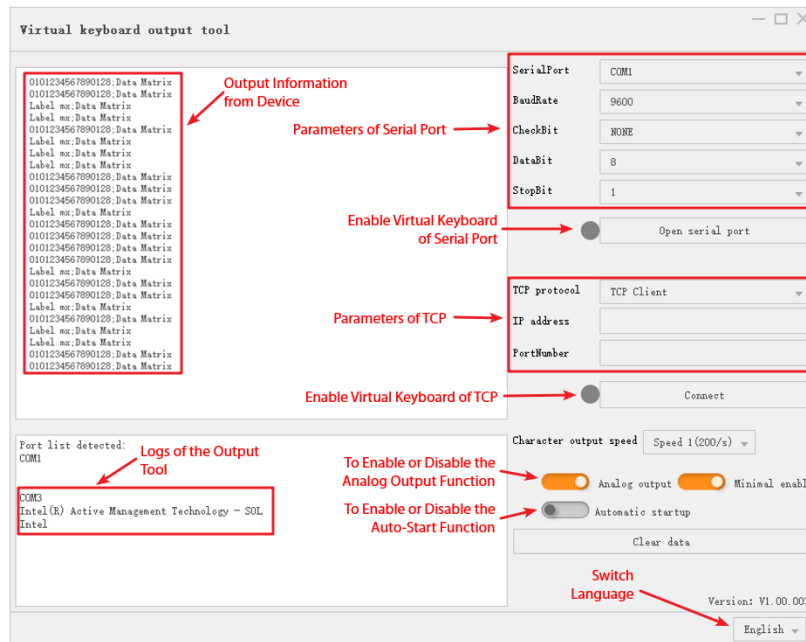 Virtual keyboard output tool
0101234567890128;Data Matrix
0101234567890128;Data Matrix
Label mx;Data Matrix
Label mx;Data Matrix
0101234567890128;Data Matrix
Label mx;Data Matrix
Label mx;Data Matrix
Label mx;Data Matrix
0101234567890128;Data Matrix
0101234567890128;Data Matrix
0101234567890128;Data Matrix
Label mx;Data Matrix
0101234567890128;Data Matrix
0101234567890128;Data Matrix
0101234567890128;Data Matrix
0101234567890128;Data Matrix
Label mx;Data Matrix
0101234567890128;Data Matrix
0101234567890128;Data Matrix
Label mx;Data Matrix
0101234567890128;Data Matrix
Label mx;Data Matrix
Label mx;Data Matrix
0101234567890128;Data Matrix
0101234567890128;Data Matrix
Output Information
from Device
Parameters of Serial Port
SerialPort COM1
BaudRate 9600
CheckBit NONE
DataBit 8
StopBit 1
Enable Virtual Keyboard
of Serial Port
Open serial port
Parameters of TCP
TCP protocol TCP Client
IP address
PortNumber
Enable Virtual Keyboard of TCP
Connect
Port list detected:
COM1
Logs of the Output
Tool
COM3
Intel(R) Active Management Technology - SOL
Intel
Character output speed Speed 1(200/s)
To Enable or Disable the
Analog Output Function
Analog output Minimal enabl
To Enable or Disable the
Auto-Start Function
Automatic startup
Clear data
Switch
Language
Version: V1.00.003
English